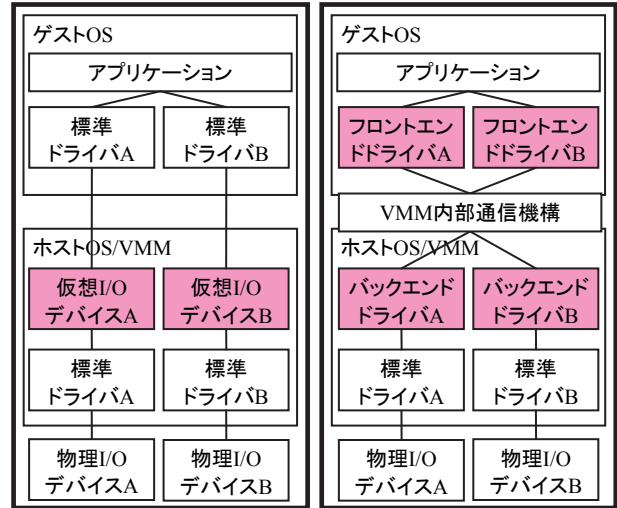 ゲストOS
アプリケーション
標準
ドライバA
標準
ドライバB
ホストOS/VMM
仮想I/O
デバイスA
仮想I/O
デバイスB
標準
ドライバA
標準
ドライバB
物理I/O
デバイスA
物理I/O
デバイスB
ゲストOS
アプリケーション
フロントエン
ドドライバA
フロントエン
ドドライバB
VMM内部通信機構
ホストOS/VMM
バックエンド
ドライバA
バックエンド
ドライバB
標準
ドライバA
標準
ドライバB
物理I/O
デバイスA
物理I/O
デバイスB